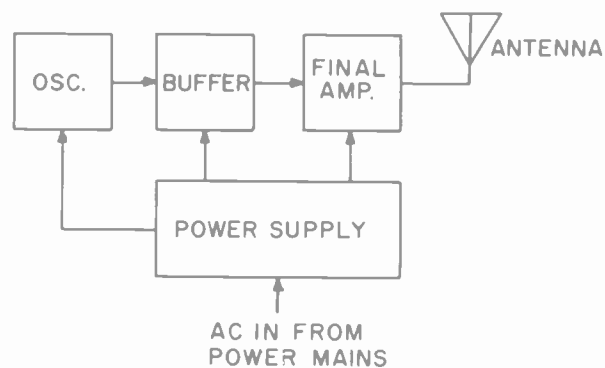 OSC.
BUFFER
FINAL
AMP.
ANTENNA
POWER SUPPLY
AC IN FROM
POWER MAINS